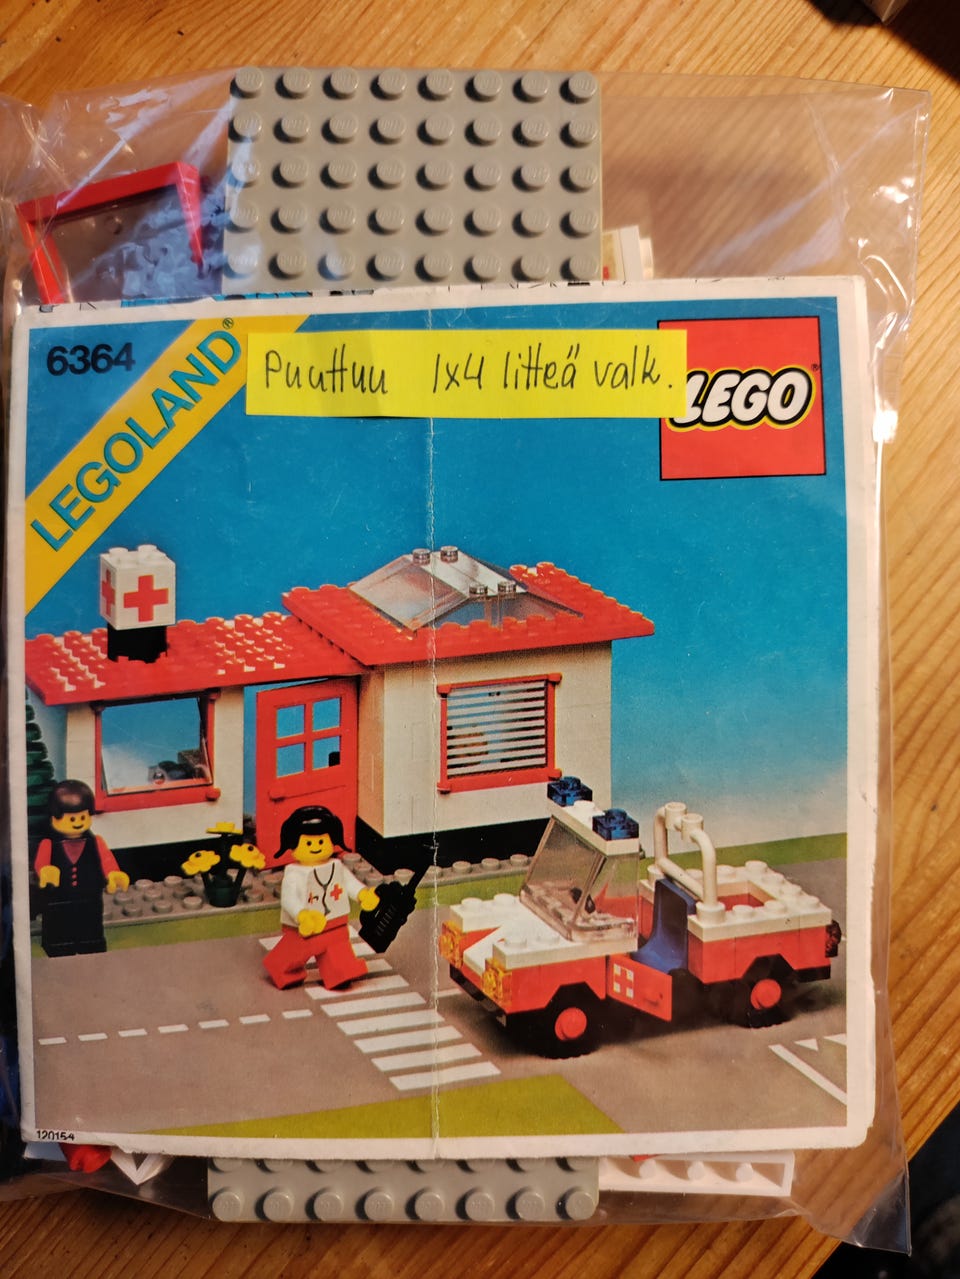 6364
LEGOLAND®
Puuttuu 1x4 litteä valk.
LEGO®
120154